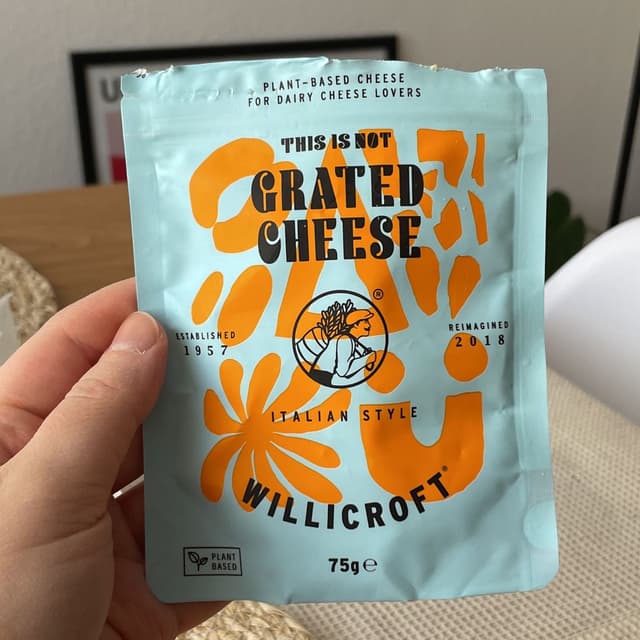 PLANT-BASED CHEESE
FOR DAIRY CHEESE LOVERS
THIS IS NOT
GRATED
CHEESE
®
ESTABLISHED
1957
REIMAGINED
2018
ITALIAN STYLE
WILLICROFT®
PLANT
BASED
75g℮